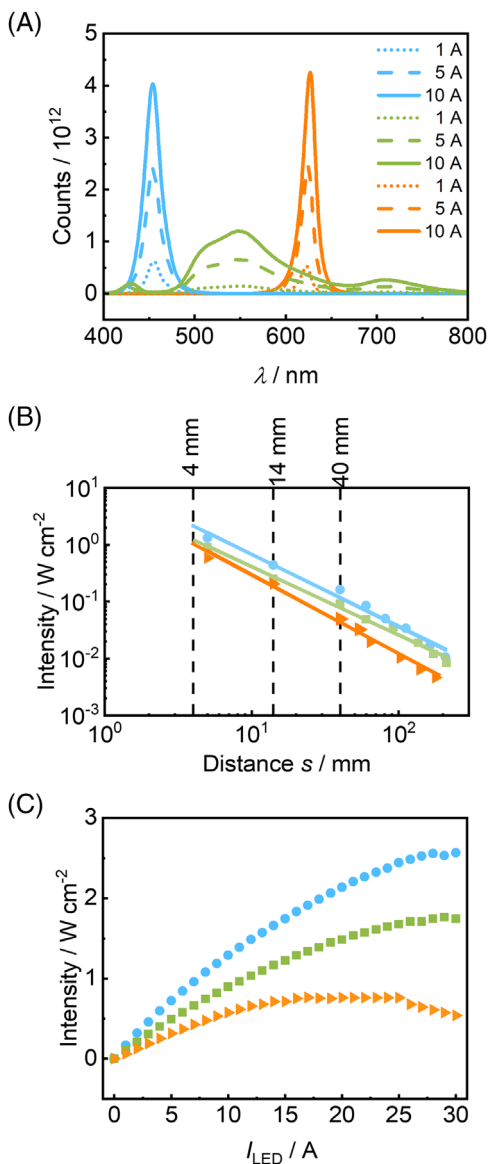 (A)
Counts / 10¹²
5
4
3
2
1
0
1 A
5 A
10 A
1 A
5 A
10 A
1 A
5 A
10 A
400 500 600 700 800
λ / nm
(B)
4 mm 14 mm 40 mm
Intensity / W cm⁻²
10¹
10⁰
10⁻¹
10⁻²
10⁻³
10⁰ 10¹ 10²
Distance s / mm
(C)
Intensity / W cm⁻²
3
2
1
0
0 5 10 15 20 25 30
I_LED / A